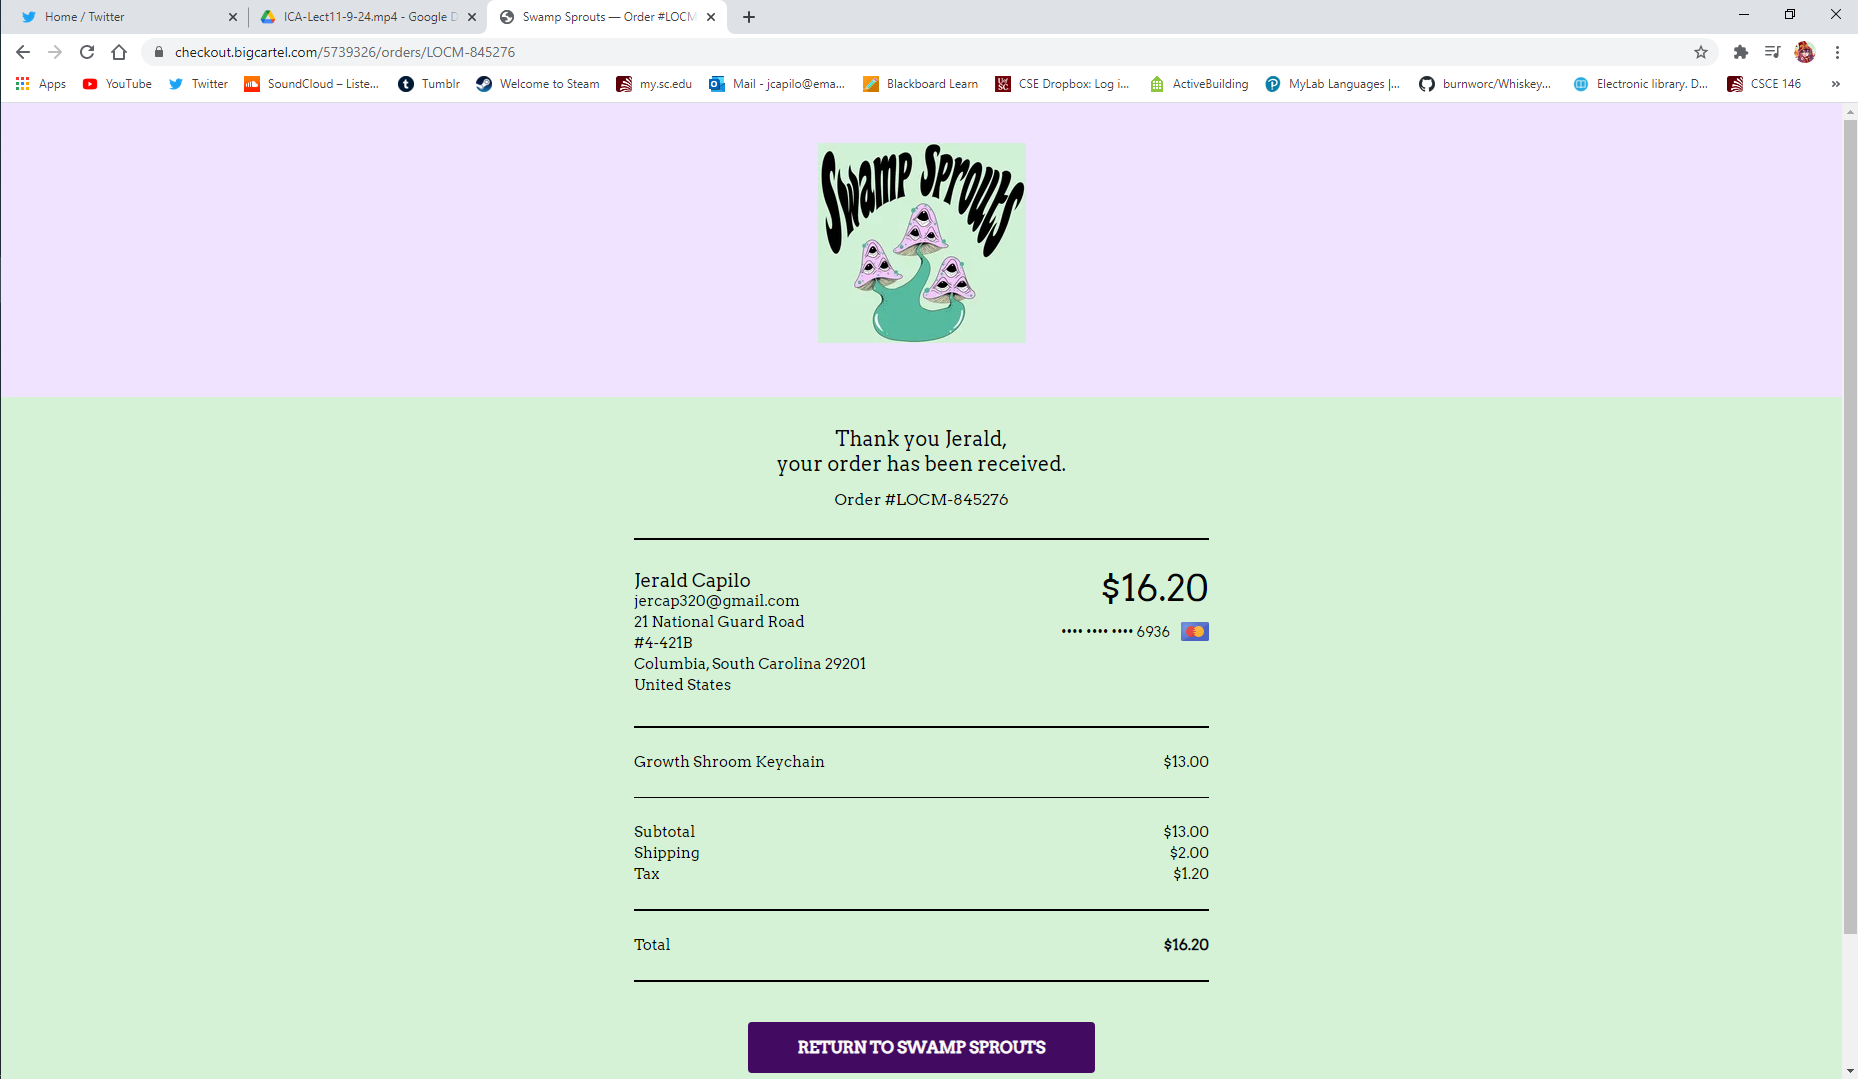 Home / Twitter
ICA-Lect11-9-24.mp4 - Google D
Swamp Sprouts — Order #LOCM
checkout.bigcartel.com/5739326/orders/LOCM-845276
Apps
YouTube
Twitter
SoundCloud – Liste...
Tumblr
Welcome to Steam
my.sc.edu
Mail - jcapilo@ema...
Blackboard Learn
CSE Dropbox: Log i...
ActiveBuilding
MyLab Languages |...
burnworc/Whiskey...
Electronic library. D...
CSCE 146
»
Swamp Sprouts
Thank you Jerald,
your order has been received.
Order #LOCM-845276
Jerald Capilo
$16.20
jercap320@gmail.com
21 National Guard Road
•••• •••• •••• 6936
#4-421B
Columbia, South Carolina 29201
United States
Growth Shroom Keychain $13.00
Subtotal $13.00
Shipping $2.00
Tax $1.20
Total $16.20
RETURN TO SWAMP SPROUTS